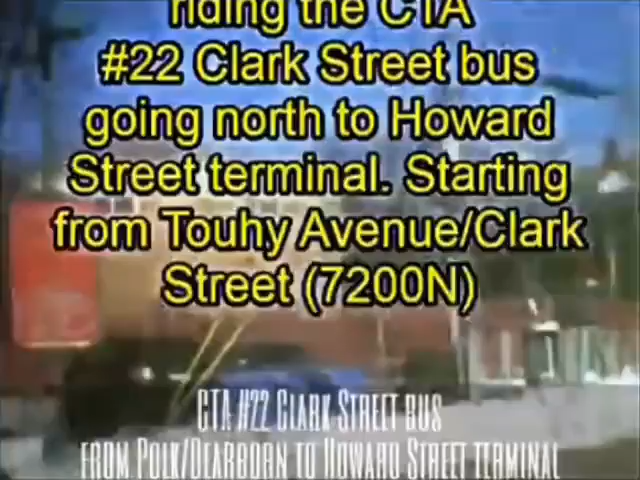 riding the CTA
#22 Clark Street bus
going north to Howard
Street terminal. Starting
from Touhy Avenue/Clark
Street (7200N)
CTA #22 Clark Street bus
from Polk/Dearborn to Howard Street terminal